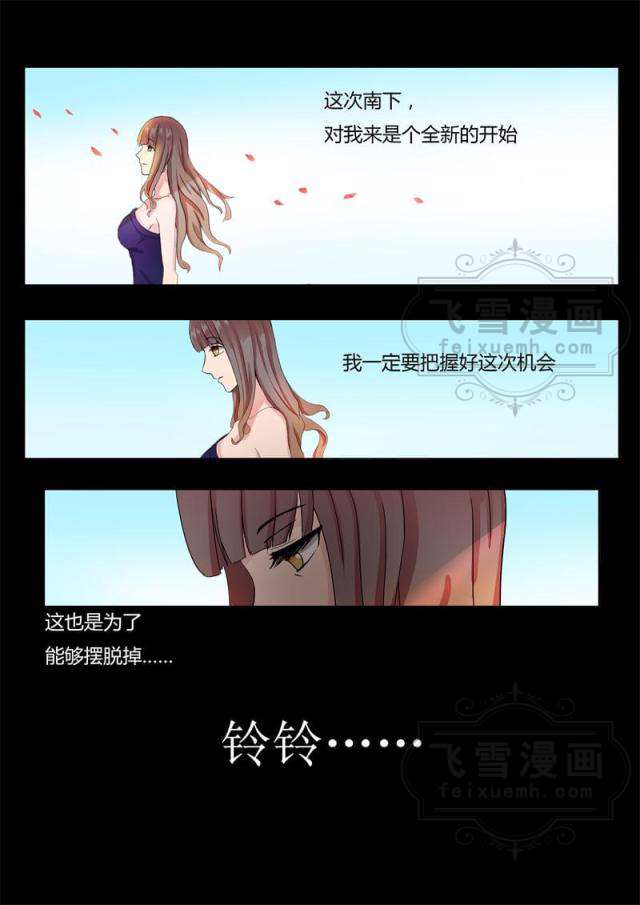 这次南下，
对我来是个全新的开始
飞雪漫画
feixuemh.com
我一定要把握好这次机会
这也是为了
能够摆脱掉......
铃铃……
飞雪漫画
feixuemh.com